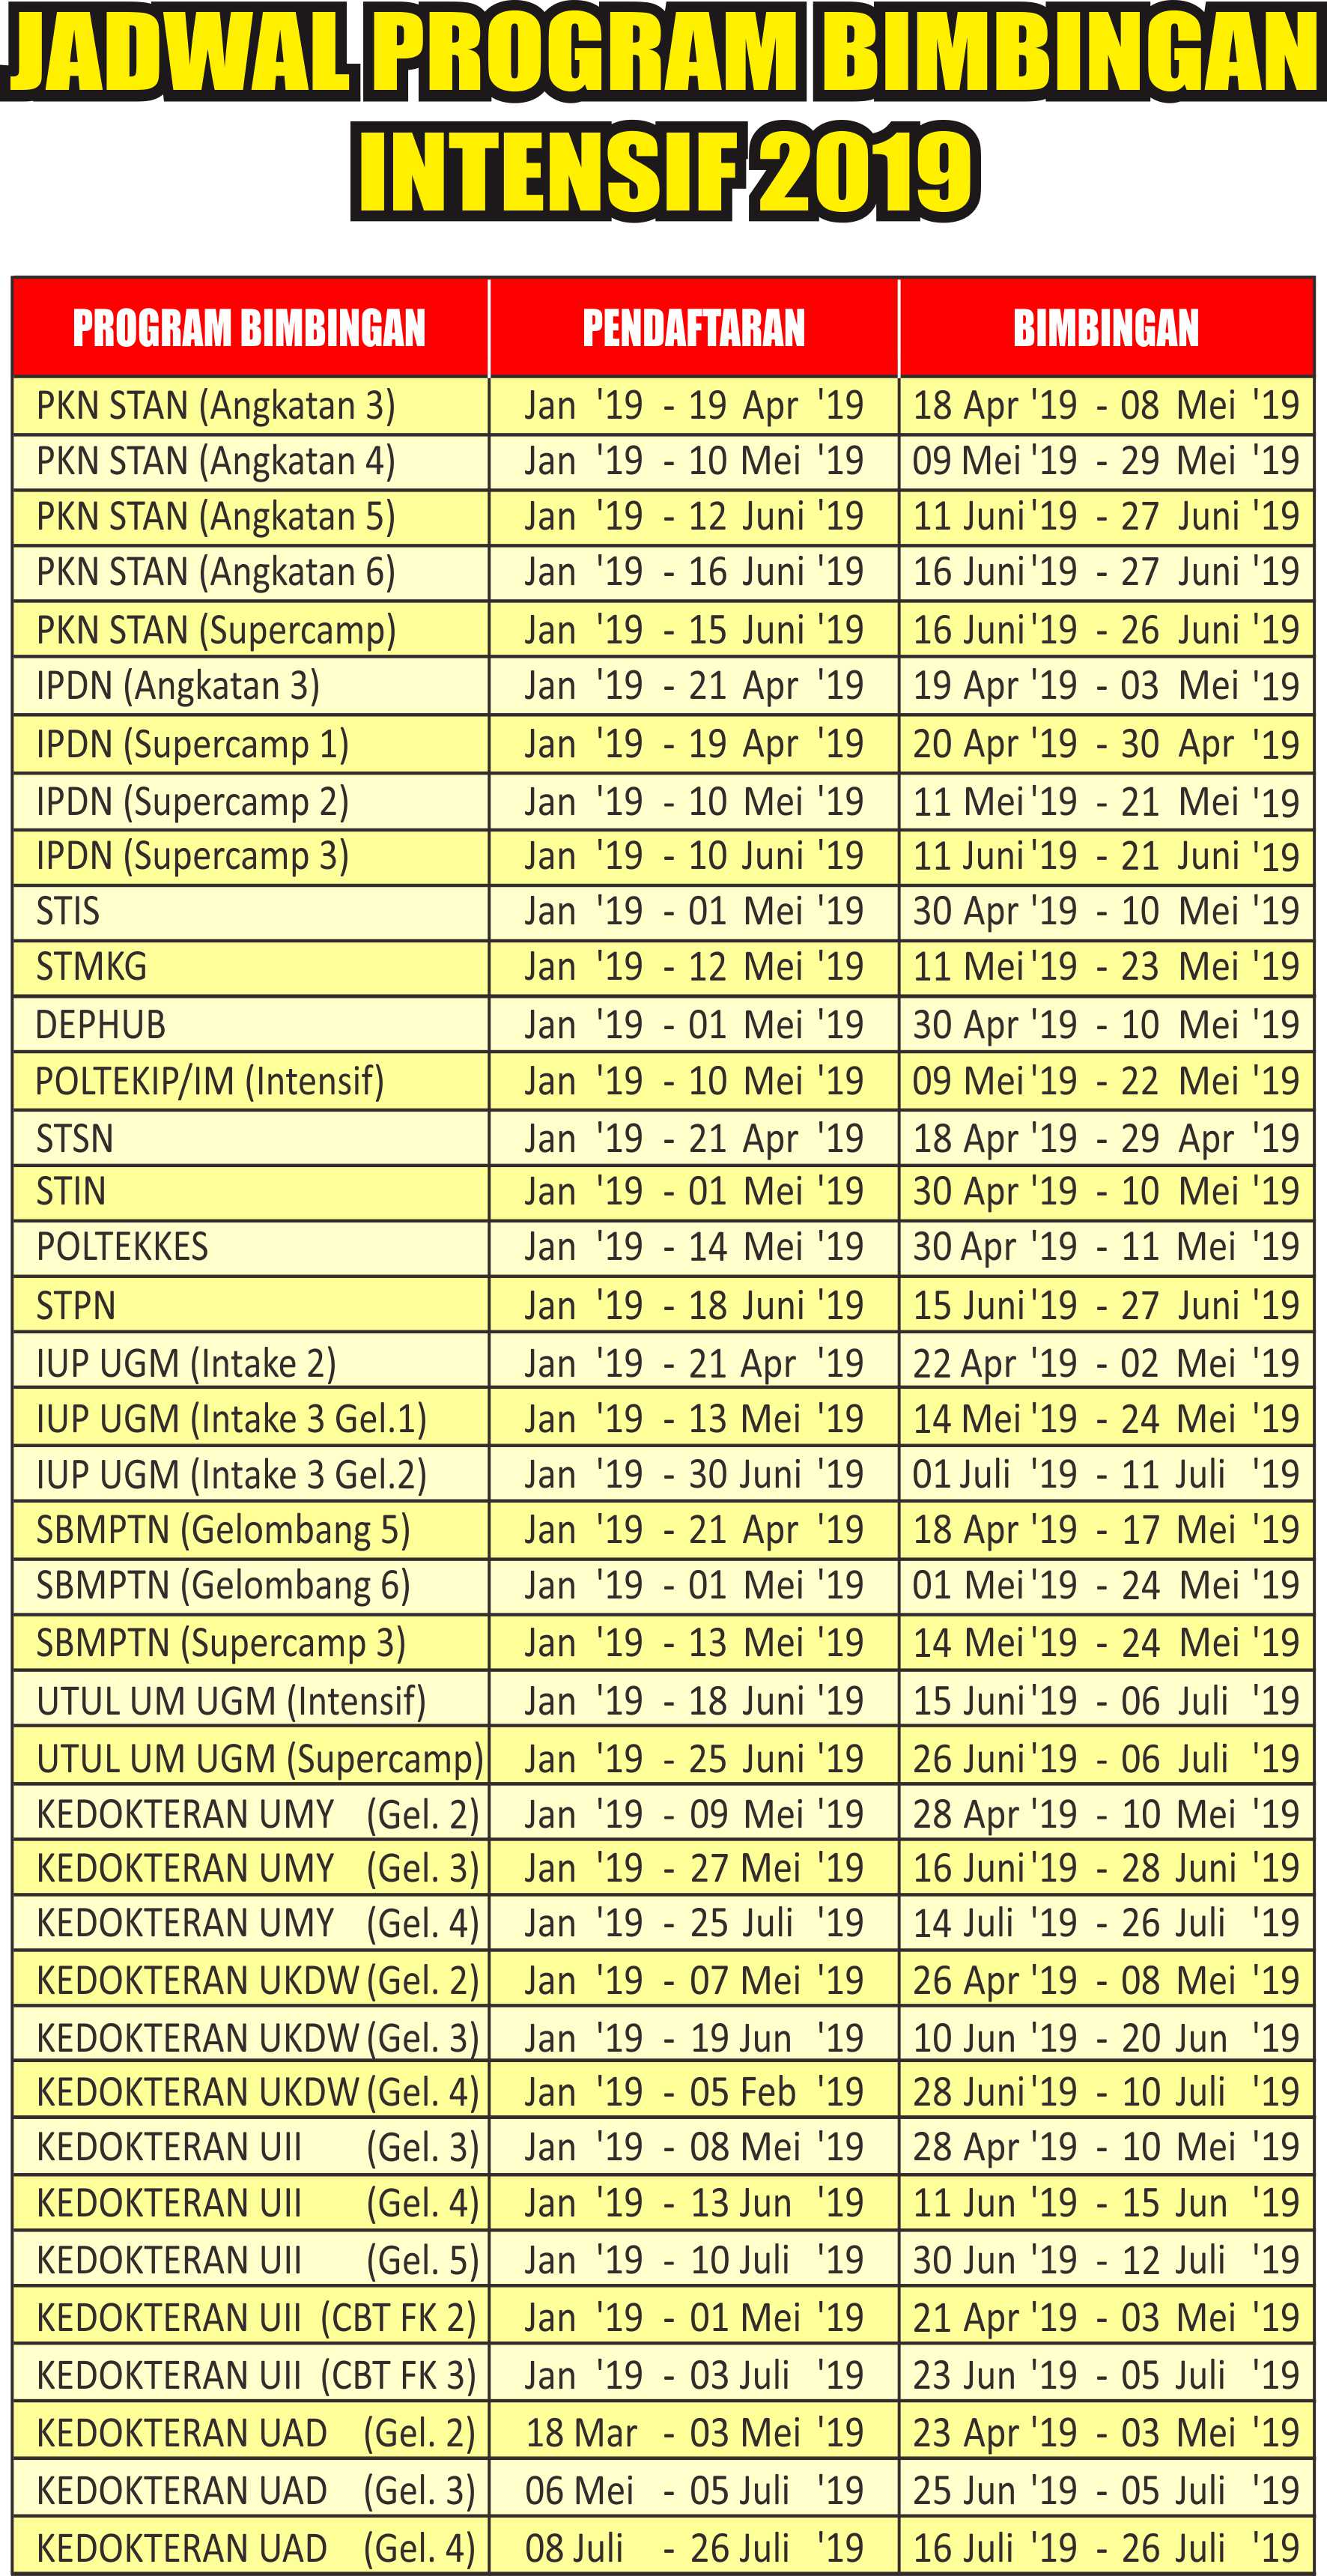 JADWAL PROGRAM BIMBINGAN
INTENSIF 2019
PROGRAM BIMBINGAN PENDAFTARAN BIMBINGAN
PKN STAN (Angkatan 3) Jan '19 - 19 Apr '19 18 Apr '19 - 08 Mei '19
PKN STAN (Angkatan 4) Jan '19 - 10 Mei '19 09 Mei '19 - 29 Mei '19
PKN STAN (Angkatan 5) Jan '19 - 12 Juni '19 11 Juni '19 - 27 Juni '19
PKN STAN (Angkatan 6) Jan '19 - 16 Juni '19 16 Juni '19 - 27 Juni '19
PKN STAN (Supercamp) Jan '19 - 15 Juni '19 16 Juni '19 - 26 Juni '19
IPDN (Angkatan 3) Jan '19 - 21 Apr '19 19 Apr '19 - 03 Mei '19
IPDN (Supercamp 1) Jan '19 - 19 Apr '19 20 Apr '19 - 30 Apr '19
IPDN (Supercamp 2) Jan '19 - 10 Mei '19 11 Mei '19 - 21 Mei '19
IPDN (Supercamp 3) Jan '19 - 10 Juni '19 11 Juni '19 - 21 Juni '19
STIS Jan '19 - 01 Mei '19 30 Apr '19 - 10 Mei '19
STMKG Jan '19 - 12 Mei '19 11 Mei '19 - 23 Mei '19
DEPHUB Jan '19 - 01 Mei '19 30 Apr '19 - 10 Mei '19
POLTEKIP/IM (Intensif) Jan '19 - 10 Mei '19 09 Mei '19 - 22 Mei '19
STSN Jan '19 - 21 Apr '19 18 Apr '19 - 29 Apr '19
STIN Jan '19 - 01 Mei '19 30 Apr '19 - 10 Mei '19
POLTEKKES Jan '19 - 14 Mei '19 30 Apr '19 - 11 Mei '19
STPN Jan '19 - 18 Juni '19 15 Juni '19 - 27 Juni '19
IUP UGM (Intake 2) Jan '19 - 21 Apr '19 22 Apr '19 - 02 Mei '19
IUP UGM (Intake 3 Gel.1) Jan '19 - 13 Mei '19 14 Mei '19 - 24 Mei '19
IUP UGM (Intake 3 Gel.2) Jan '19 - 30 Juni '19 01 Juli '19 - 11 Juli '19
SBMPTN (Gelombang 5) Jan '19 - 21 Apr '19 18 Apr '19 - 17 Mei '19
SBMPTN (Gelombang 6) Jan '19 - 01 Mei '19 01 Mei '19 - 24 Mei '19
SBMPTN (Supercamp 3) Jan '19 - 13 Mei '19 14 Mei '19 - 24 Mei '19
UTUL UM UGM (Intensif) Jan '19 - 18 Juni '19 15 Juni '19 - 06 Juli '19
UTUL UM UGM (Supercamp) Jan '19 - 25 Juni '19 26 Juni '19 - 06 Juli '19
KEDOKTERAN UMY (Gel. 2) Jan '19 - 09 Mei '19 28 Apr '19 - 10 Mei '19
KEDOKTERAN UMY (Gel. 3) Jan '19 - 27 Mei '19 16 Juni '19 - 28 Juni '19
KEDOKTERAN UMY (Gel. 4) Jan '19 - 25 Juli '19 14 Juli '19 - 26 Juli '19
KEDOKTERAN UKDW (Gel. 2) Jan '19 - 07 Mei '19 26 Apr '19 - 08 Mei '19
KEDOKTERAN UKDW (Gel. 3) Jan '19 - 19 Jun '19 10 Jun '19 - 20 Jun '19
KEDOKTERAN UKDW (Gel. 4) Jan '19 - 05 Feb '19 28 Juni '19 - 10 Juli '19
KEDOKTERAN UII (Gel. 3) Jan '19 - 08 Mei '19 28 Apr '19 - 10 Mei '19
KEDOKTERAN UII (Gel. 4) Jan '19 - 13 Jun '19 11 Jun '19 - 15 Jun '19
KEDOKTERAN UII (Gel. 5) Jan '19 - 10 Juli '19 30 Jun '19 - 12 Juli '19
KEDOKTERAN UII (CBT FK 2) Jan '19 - 01 Mei '19 21 Apr '19 - 03 Mei '19
KEDOKTERAN UII (CBT FK 3) Jan '19 - 03 Juli '19 23 Jun '19 - 05 Juli '19
KEDOKTERAN UAD (Gel. 2) 18 Mar - 03 Mei '19 23 Apr '19 - 03 Mei '19
KEDOKTERAN UAD (Gel. 3) 06 Mei - 05 Juli '19 25 Jun '19 - 05 Juli '19
KEDOKTERAN UAD (Gel. 4) 08 Juli - 26 Juli '19 16 Juli '19 - 26 Juli '19